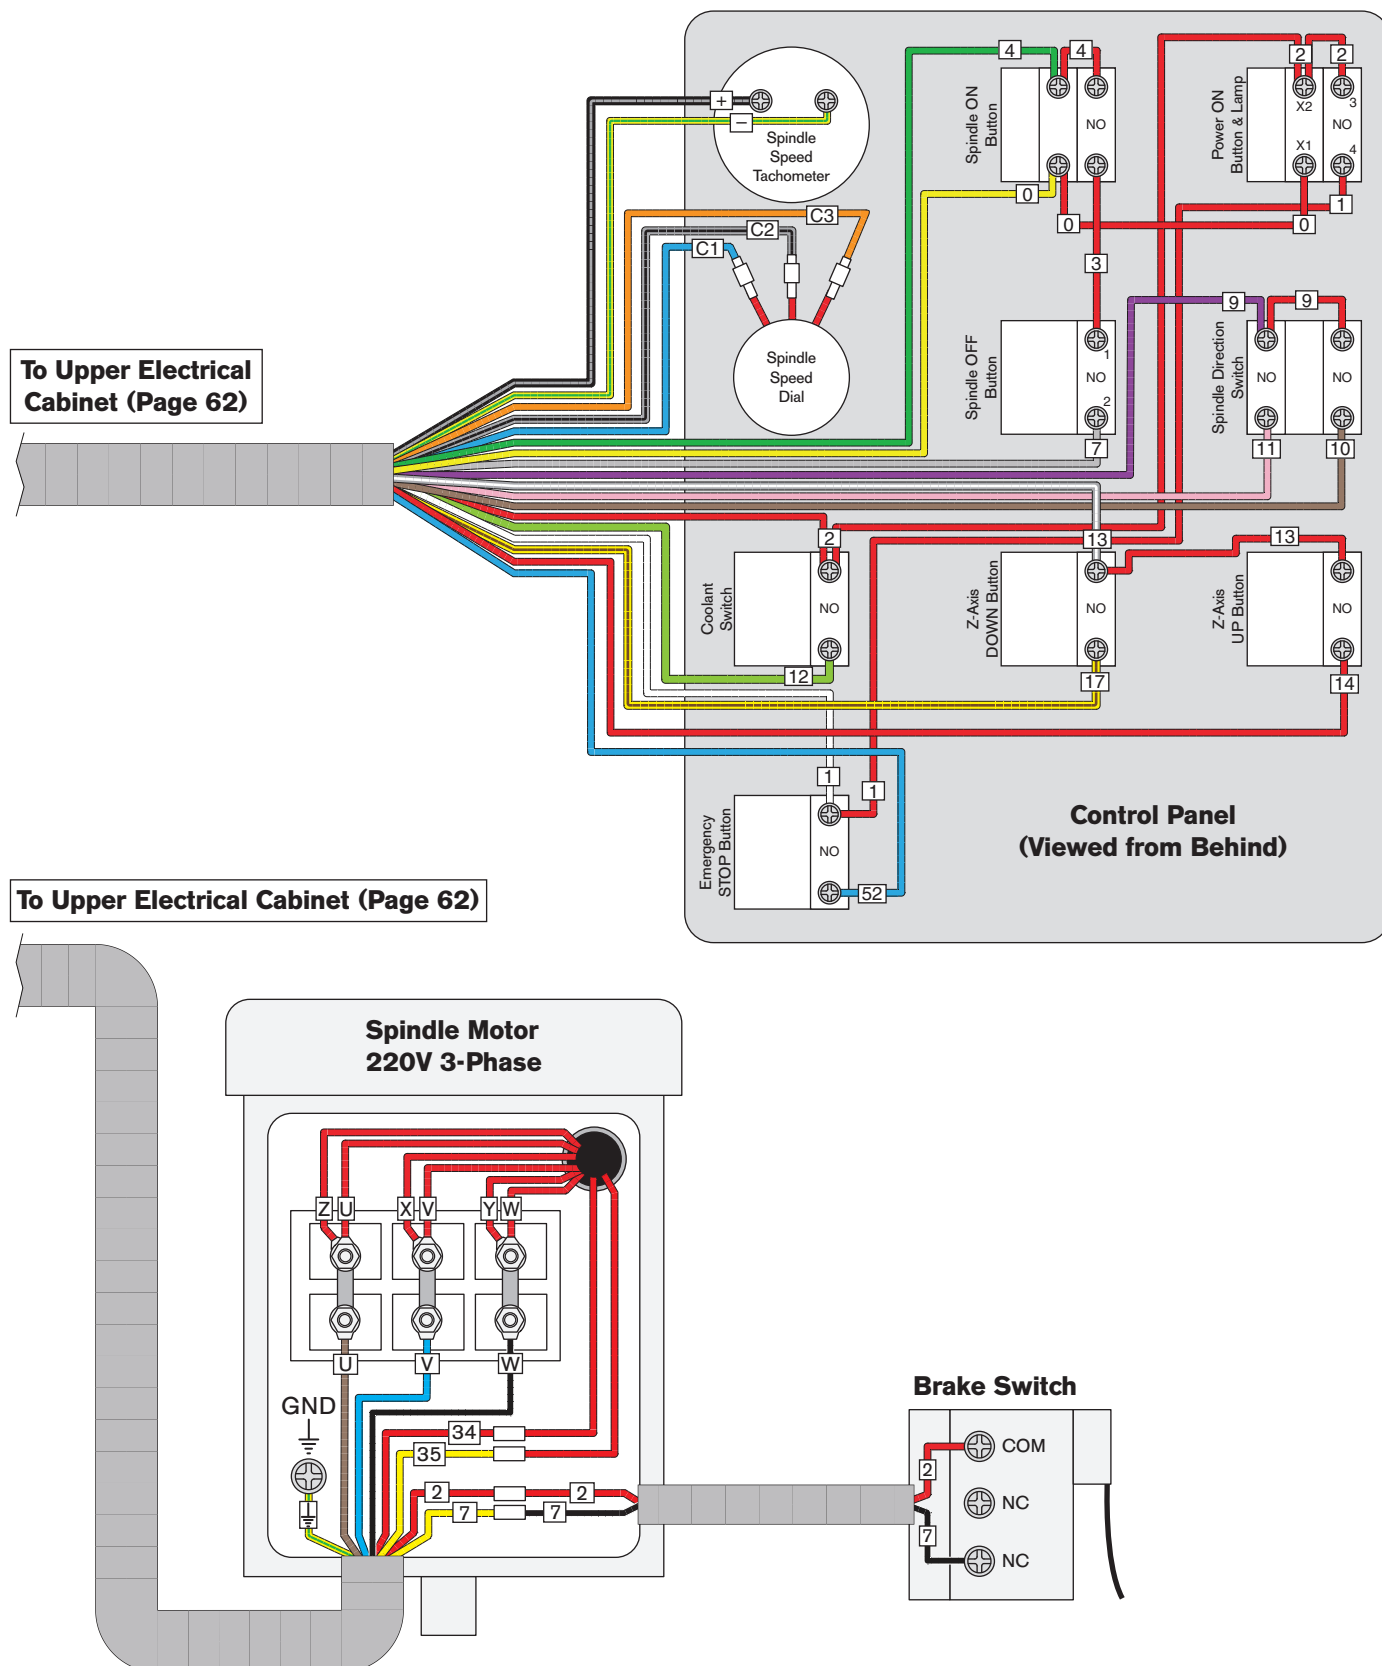 4
4
2
2
+
X2
3
–
Spindle ON
Button
NO
Power ON
Button & Lamp
NO
Spindle
Speed
Tachometer
X1
4
0
1
C3
0
0
C2
C1
3
9
9
To Upper Electrical
Cabinet (Page 62)
Spindle
Speed
Dial
Spindle OFF
Button
1
NO
2
Spindle Direction
Switch
NO
NO
7
11
10
2
13
13
Coolant
Switch
NO
Z-Axis
DOWN Button
NO
Z-Axis
UP Button
NO
12
17
14
1
1
Control Panel
(Viewed from Behind)
Emergency
STOP Button
NO
52
To Upper Electrical Cabinet (Page 62)
Spindle Motor
220V 3-Phase
Z
U
X
V
Y
W
U
V
W
Brake Switch
GND
34
35
COM
2
2
2
NC
7
7
7
NC